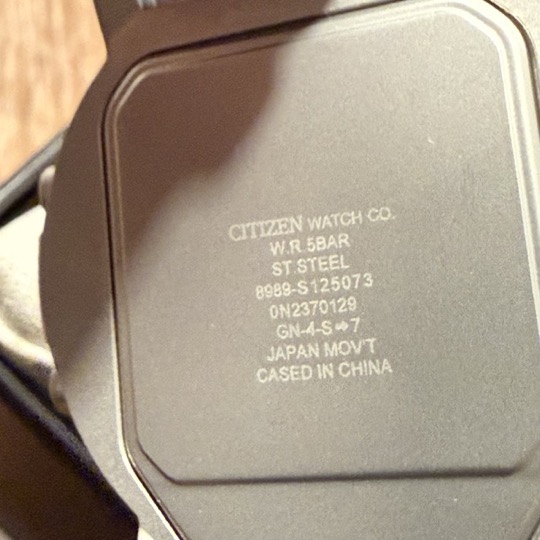 CITIZEN WATCH CO.
W.R.5BAR
ST.STEEL
8989-S125073
0N2370129
GN-4-S➩7
JAPAN MOV'T
CASED IN CHINA